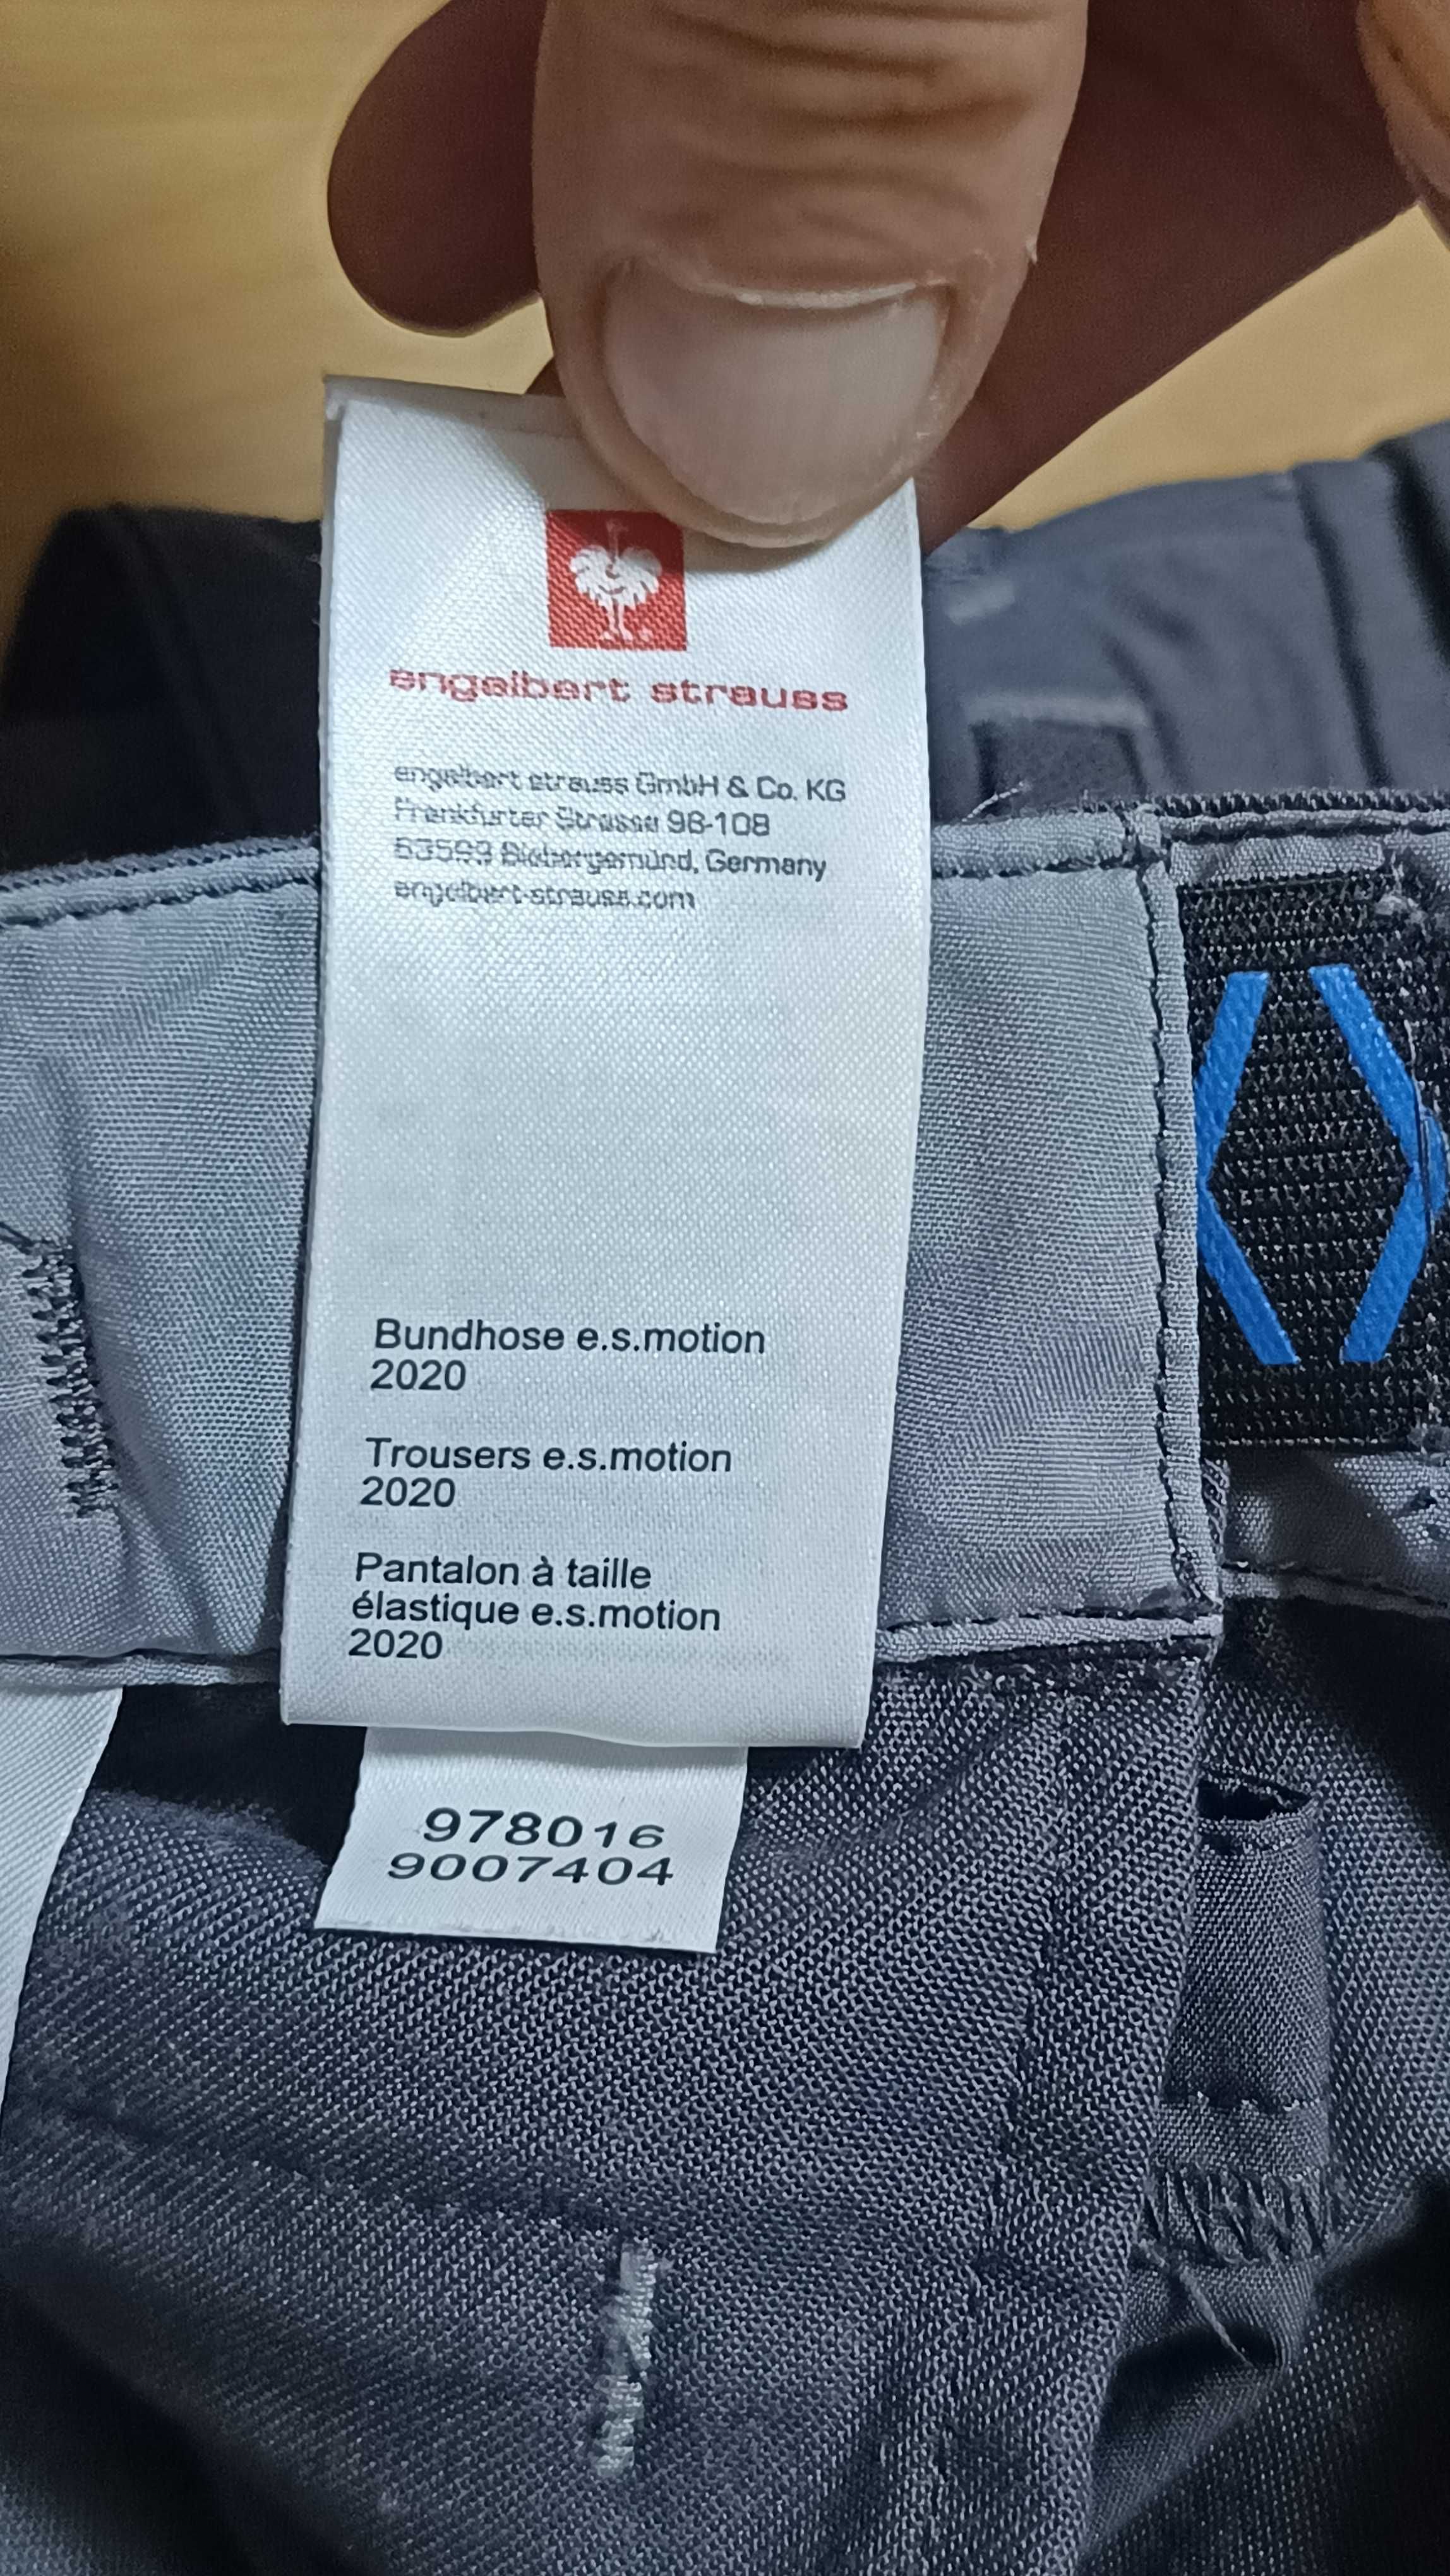 engelbert strauss
engelbert strauss GmbH & Co. KG
Frankfurter Strasse 98-108
63599 Biebergemünd, Germany
engelbert-strauss.com
Bundhose e.s.motion
2020
Trousers e.s.motion
2020
Pantalon à taille
élastique e.s.motion
2020
978016
9007404